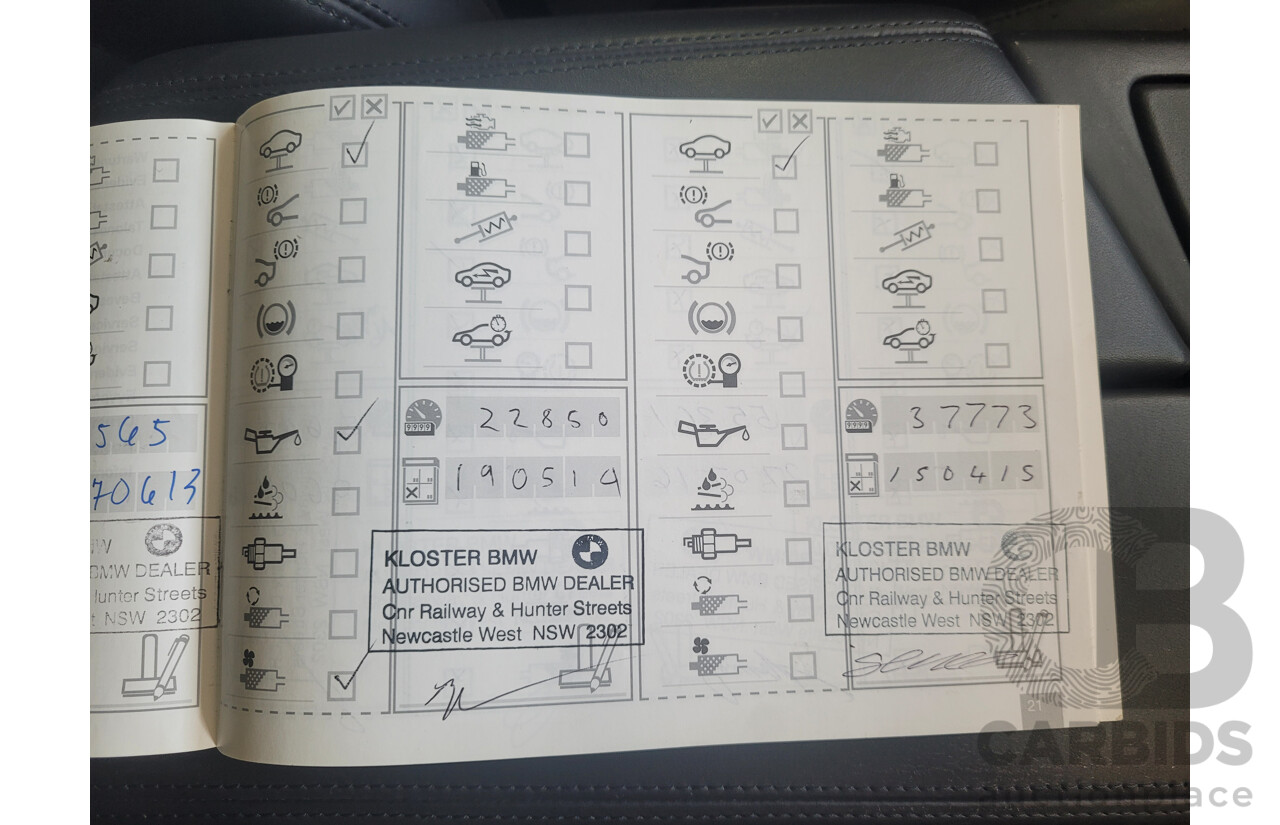 565
70613
BMW DEALER
Hunter Streets
NSW 2302
22850
190514
KLOSTER BMW
AUTHORISED BMW DEALER
Cnr Railway & Hunter Streets
Newcastle West NSW 2302
37773
150415
KLOSTER BMW
AUTHORISED BMW DEALER
Cnr Railway & Hunter Streets
Newcastle West NSW 2302
21
CARBIDS